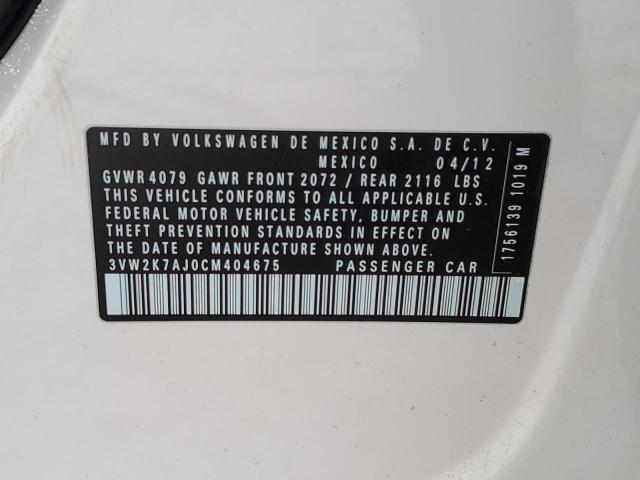 MFD BY VOLKSWAGEN DE MEXICO S.A. DE C.V.
MEXICO 04/12
GVWR 4079 GAWR FRONT 2072 / REAR 2116 LBS
THIS VEHICLE CONFORMS TO ALL APPLICABLE U.S.
FEDERAL MOTOR VEHICLE SAFETY, BUMPER AND
THEFT PREVENTION STANDARDS IN EFFECT ON THE
DATE OF MANUFACTURE SHOWN ABOVE.
3VW2K7AJ0CM404675 PASSENGER CAR
1756139 1019 M